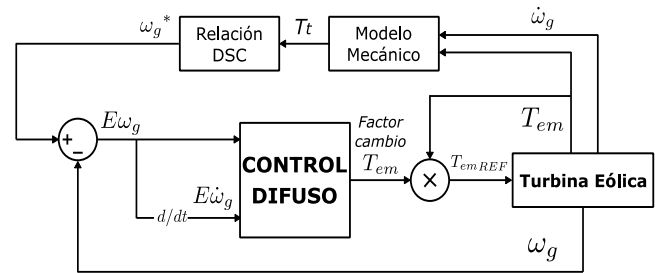 ω_g*
Relación
DSC
Tt
Modelo
Mecánico
ω̇_g
+
−
Eω_g
Eω̇_g
d/dt
CONTROL
DIFUSO
Factor
cambio
T_em
×
T_em
T_emREF
Turbina Eólica
ω_g